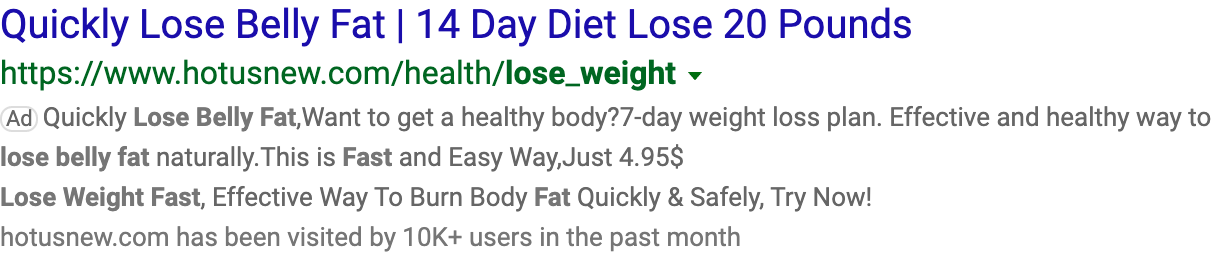 Quickly Lose Belly Fat | 14 Day Diet Lose 20 Pounds
https://www.hotusnew.com/health/lose_weight
Ad Quickly Lose Belly Fat,Want to get a healthy body?7-day weight loss plan. Effective and healthy way to
lose belly fat naturally.This is Fast and Easy Way,Just 4.95$
Lose Weight Fast, Effective Way To Burn Body Fat Quickly & Safely, Try Now!
hotusnew.com has been visited by 10K+ users in the past month